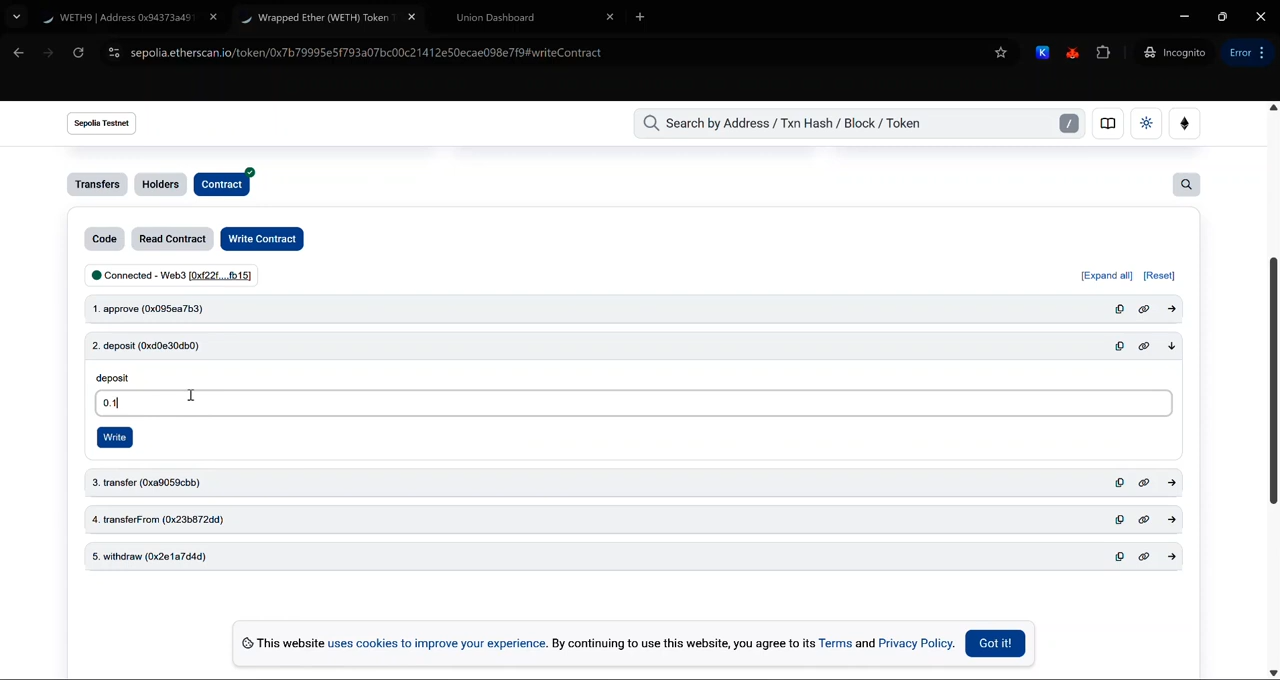 WETH9 | Address 0x94373a491
Wrapped Ether (WETH) Token
Union Dashboard
sepolia.etherscan.io/token/0x7b79995e5f793a07bc00c21412e50ecae098e7f9#writeContract
K
Incognito
Error
Sepolia Testnet
Search by Address / Txn Hash / Block / Token
/
Transfers
Holders
Contract
Code
Read Contract
Write Contract
Connected - Web3 [0xf22f....fb15]
[Expand all]
[Reset]
1. approve (0x095ea7b3)
2. deposit (0xd0e30db0)
deposit
0.1
Write
3. transfer (0xa9059cbb)
4. transferFrom (0x23b872dd)
5. withdraw (0x2e1a7d4d)
This website uses cookies to improve your experience. By continuing to use this website, you agree to its Terms and Privacy Policy.
Got it!